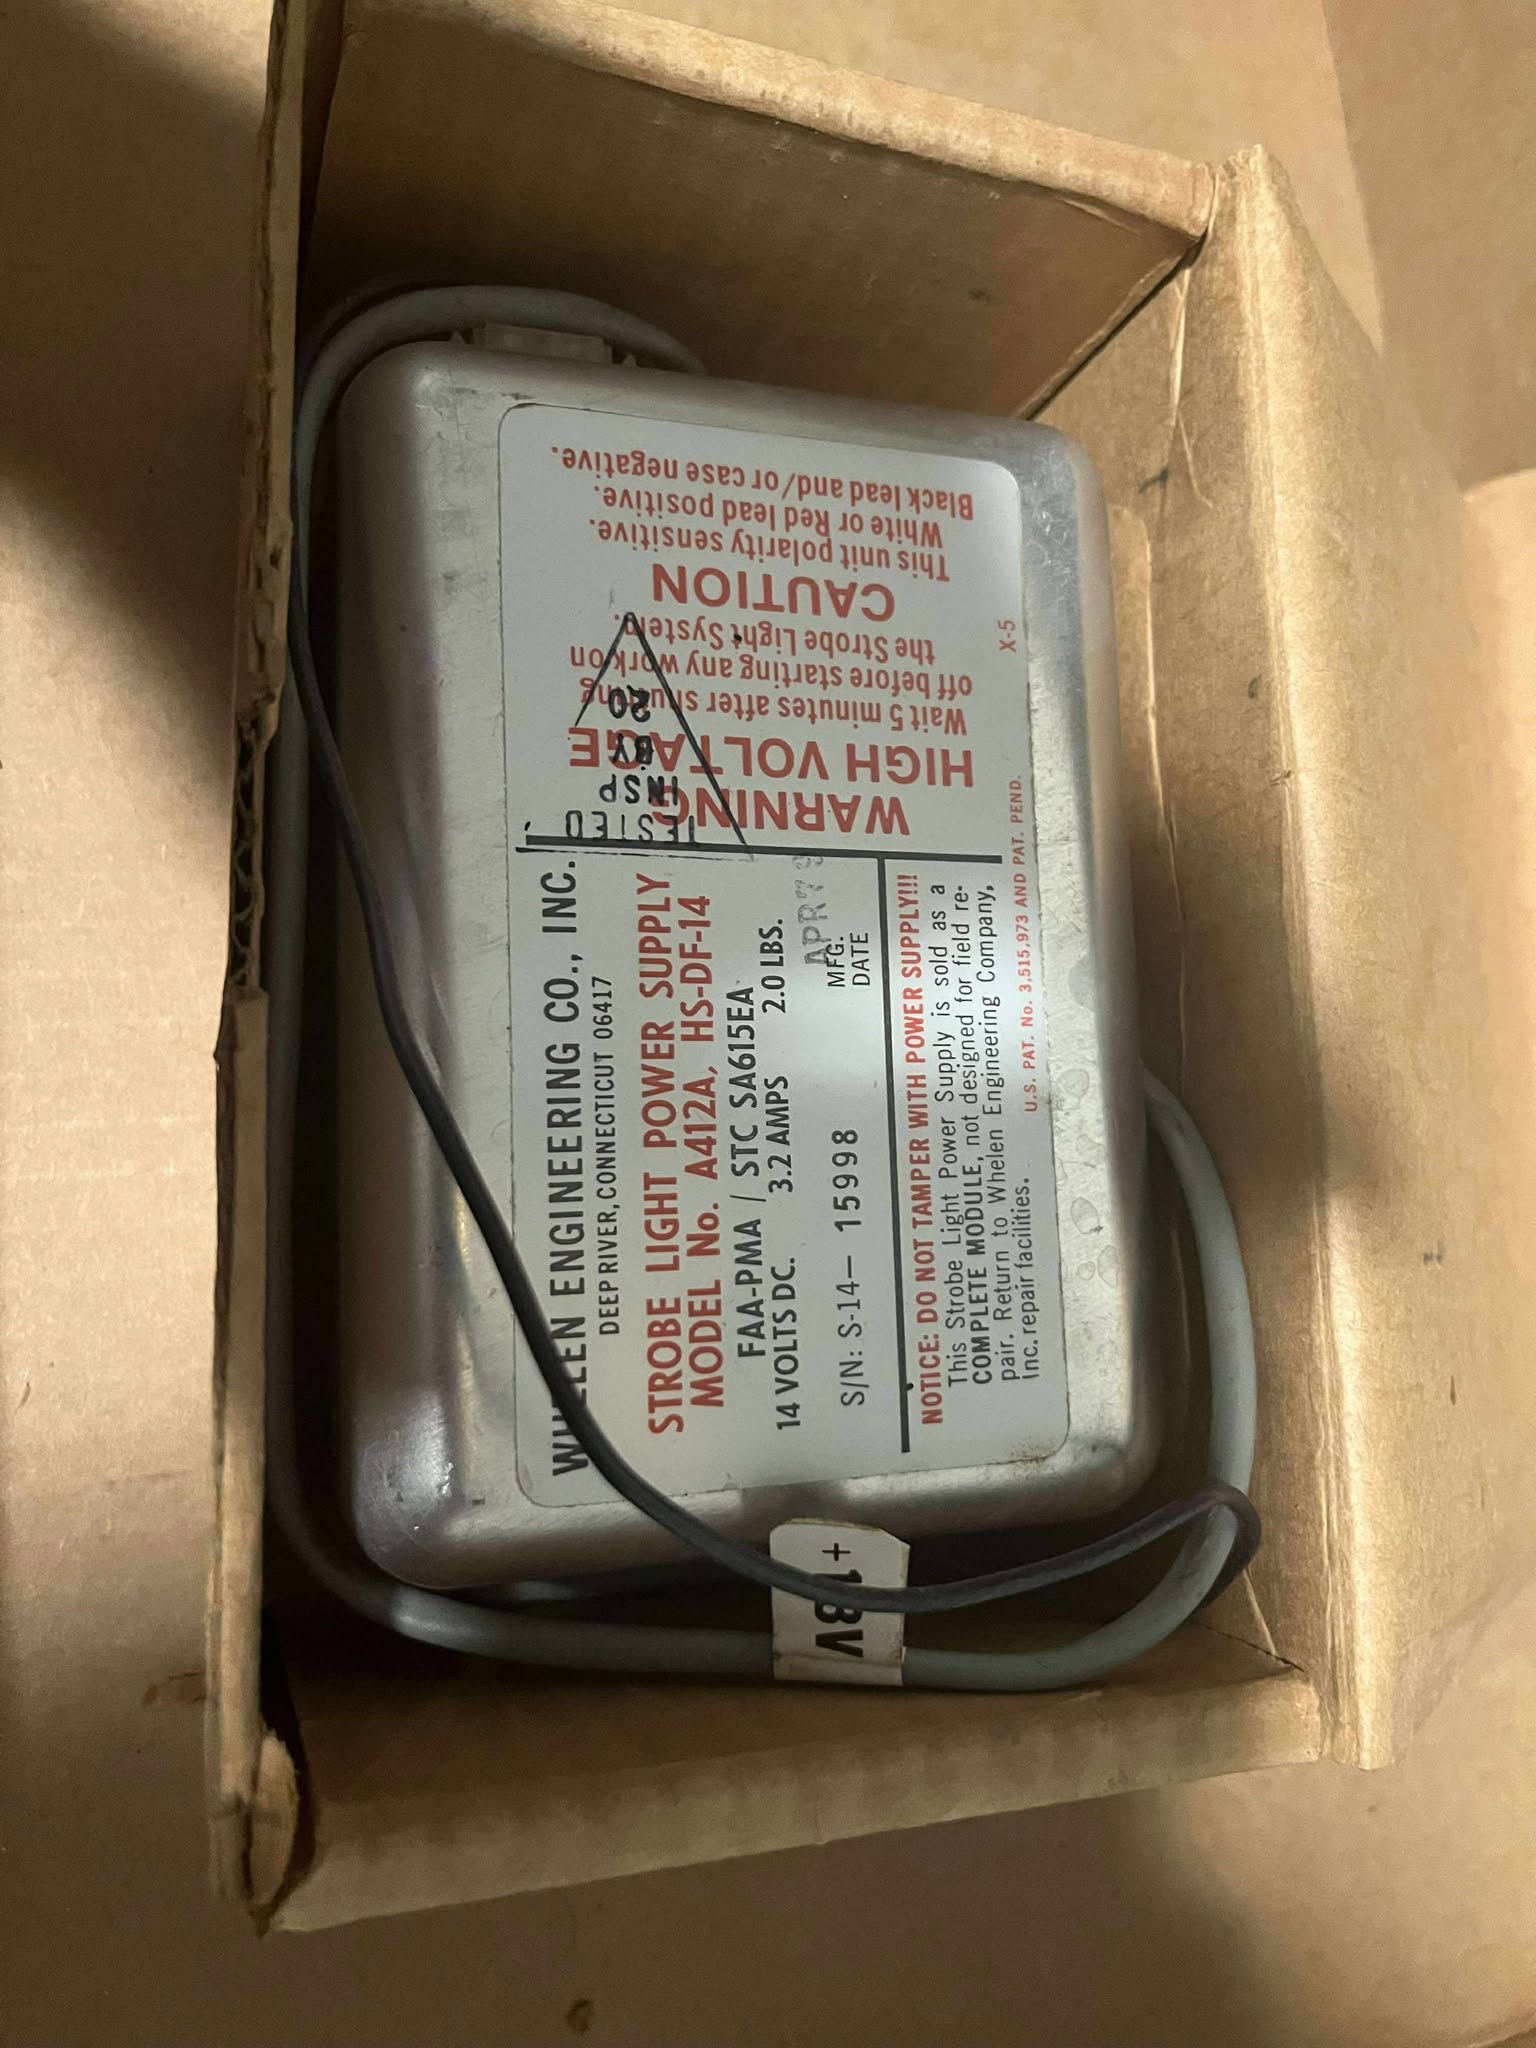 WHELEN ENGINEERING CO., INC.
DEEP RIVER, CONNECTICUT 06417
STROBE LIGHT POWER SUPPLY
MODEL No. A412A, HS-DF-14
FAA-PMA / STC SA615EA
14 VOLTS DC. 3.2 AMPS 2.0 LBS.
APR79
S/N: S-14— 15998
MFG.
DATE
NOTICE: DO NOT TAMPER WITH POWER SUPPLY!!!
This Strobe Light Power Supply is sold as a
COMPLETE MODULE, not designed for field re-
pair. Return to Whelen Engineering Company,
Inc. repair facilities.
U.S. PAT. No. 3,515,973 AND PAT. PEND.
WARNING
HIGH VOLTAGE
Wait 5 minutes after shutting
off before starting any work on
the Strobe Light System.
CAUTION
This unit polarity sensitive.
White or Red lead positive.
Black lead and/or case negative.
X-5
TESTED
INSP
BY
20
+13V